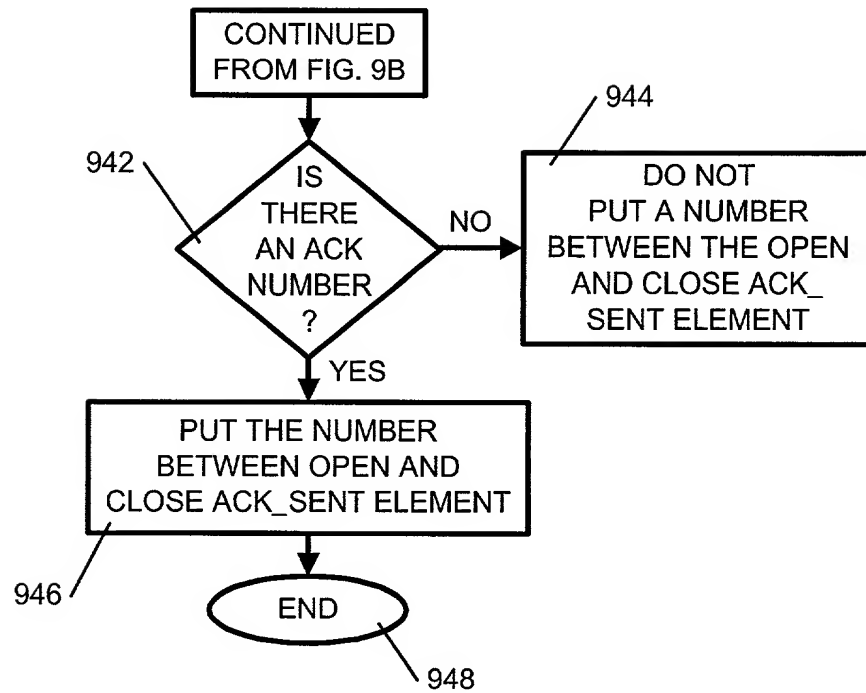 CONTINUED
FROM FIG. 9B
942
IS
THERE
AN ACK
NUMBER
?
NO
944
DO NOT
PUT A NUMBER
BETWEEN THE OPEN
AND CLOSE ACK_
SENT ELEMENT
YES
PUT THE NUMBER
BETWEEN OPEN AND
CLOSE ACK_SENT ELEMENT
946
END
948